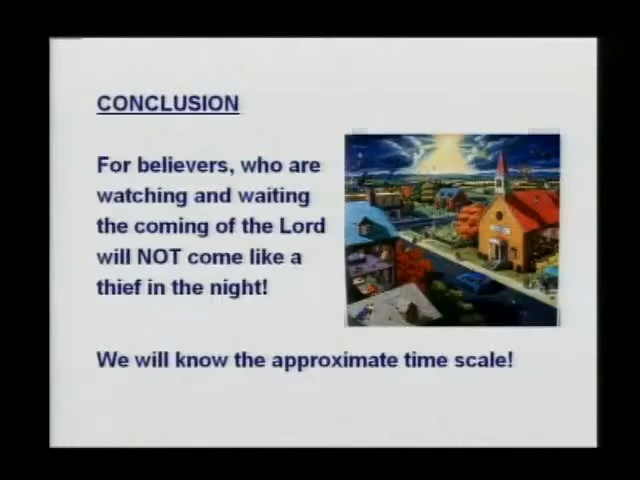 CONCLUSION
For believers, who are
watching and waiting
the coming of the Lord
will NOT come like a
thief in the night!
We will know the approximate time scale!